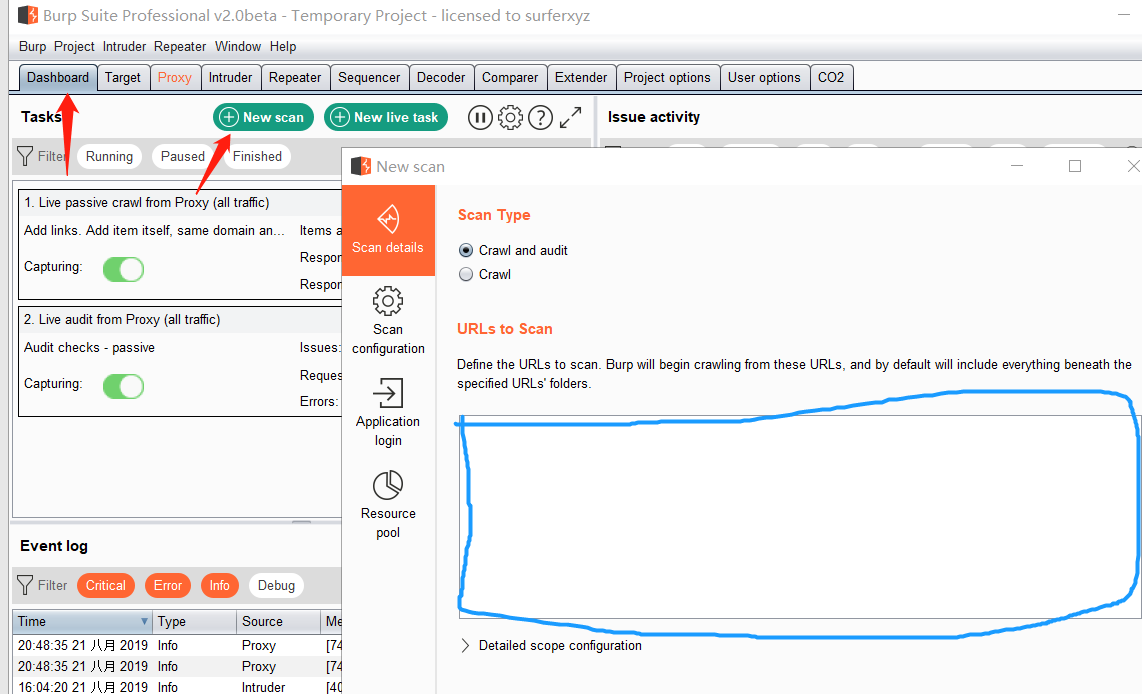 Burp Suite Professional v2.0beta - Temporary Project - licensed to surferxyz
Burp Project Intruder Repeater Window Help
Dashboard Target Proxy Intruder Repeater Sequencer Decoder Comparer Extender Project options User options CO2
Tasks New scan New live task
Issue activity
Filter Running Paused Finished
1. Live passive crawl from Proxy (all traffic)
Add links. Add item itself, same domain an... Items a
Capturing:
Respor
Respor
2. Live audit from Proxy (all traffic)
Audit checks - passive
Issues:
Capturing:
Reques
Errors:
Event log
Filter Critical Error Info Debug
Time Type Source Me
20:48:35 21 八月 2019 Info Proxy [74
20:48:35 21 八月 2019 Info Proxy [74
16:04:20 21 八月 2019 Info Intruder [40
New scan
Scan details
Scan
configuration
Application
login
Resource
pool
Scan Type
Crawl and audit
Crawl
URLs to Scan
Define the URLs to scan. Burp will begin crawling from these URLs, and by default will include everything beneath the
specified URLs' folders.
Detailed scope configuration